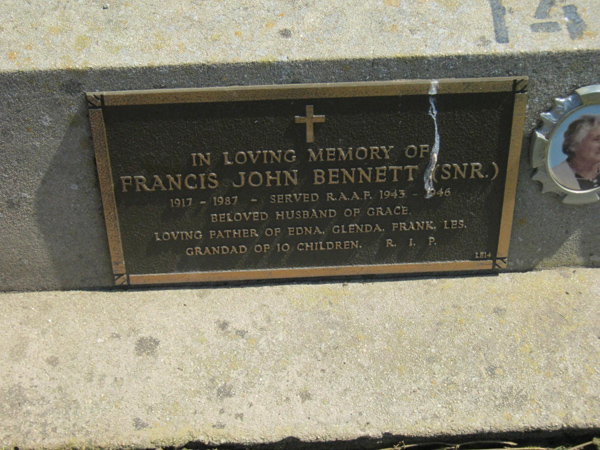 14
IN LOVING MEMORY OF
FRANCIS JOHN BENNETT (SNR.)
1917 - 1987 - SERVED R.A.A.F. 1943 - 1946
BELOVED HUSBAND OF GRACE.
LOVING FATHER OF EDNA, GLENDA, FRANK, LES.
GRANDAD OF 10 CHILDREN. R. I. P.